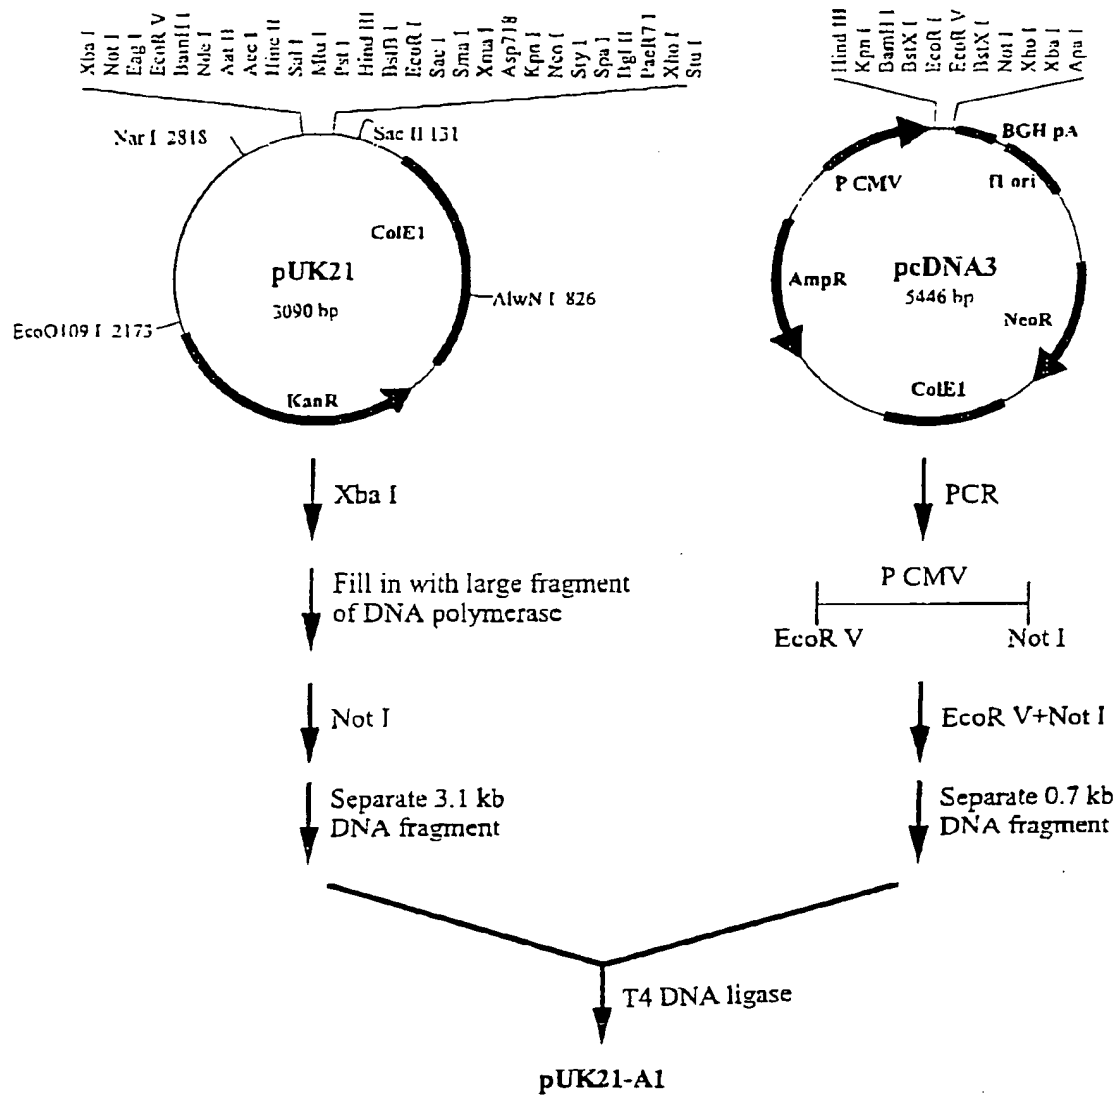 Xba I
Not I
Eag I
EcoR V
BamH I
Nde I
Aat II
Acc I
Hinc II
Sal I
Mlu I
Pst I
Hind III
BstB I
EcoR I
Sac I
Sma I
Xma I
Asp718
Kpn I
Nco I
Sty I
Spa I
Bgl II
PaeR7 I
Xho I
Stu I
Nar I 2818
Sac II 131
ColE1
pUK21
3090 bp
AlwN I 826
EcoO109 I 2173
KanR
Hind III
Kpn I
BamH I
BstX I
EcoR I
EcoR V
BstX I
Not I
Xho I
Xba I
Apa I
BGH pA
P CMV
f1 ori
AmpR
pcDNA3
5446 bp
NeoR
ColE1
Xba I
Fill in with large fragment
of DNA polymerase
Not I
Separate 3.1 kb
DNA fragment
PCR
P CMV
EcoR V
Not I
EcoR V+Not I
Separate 0.7 kb
DNA fragment
T4 DNA ligase
pUK21-A1